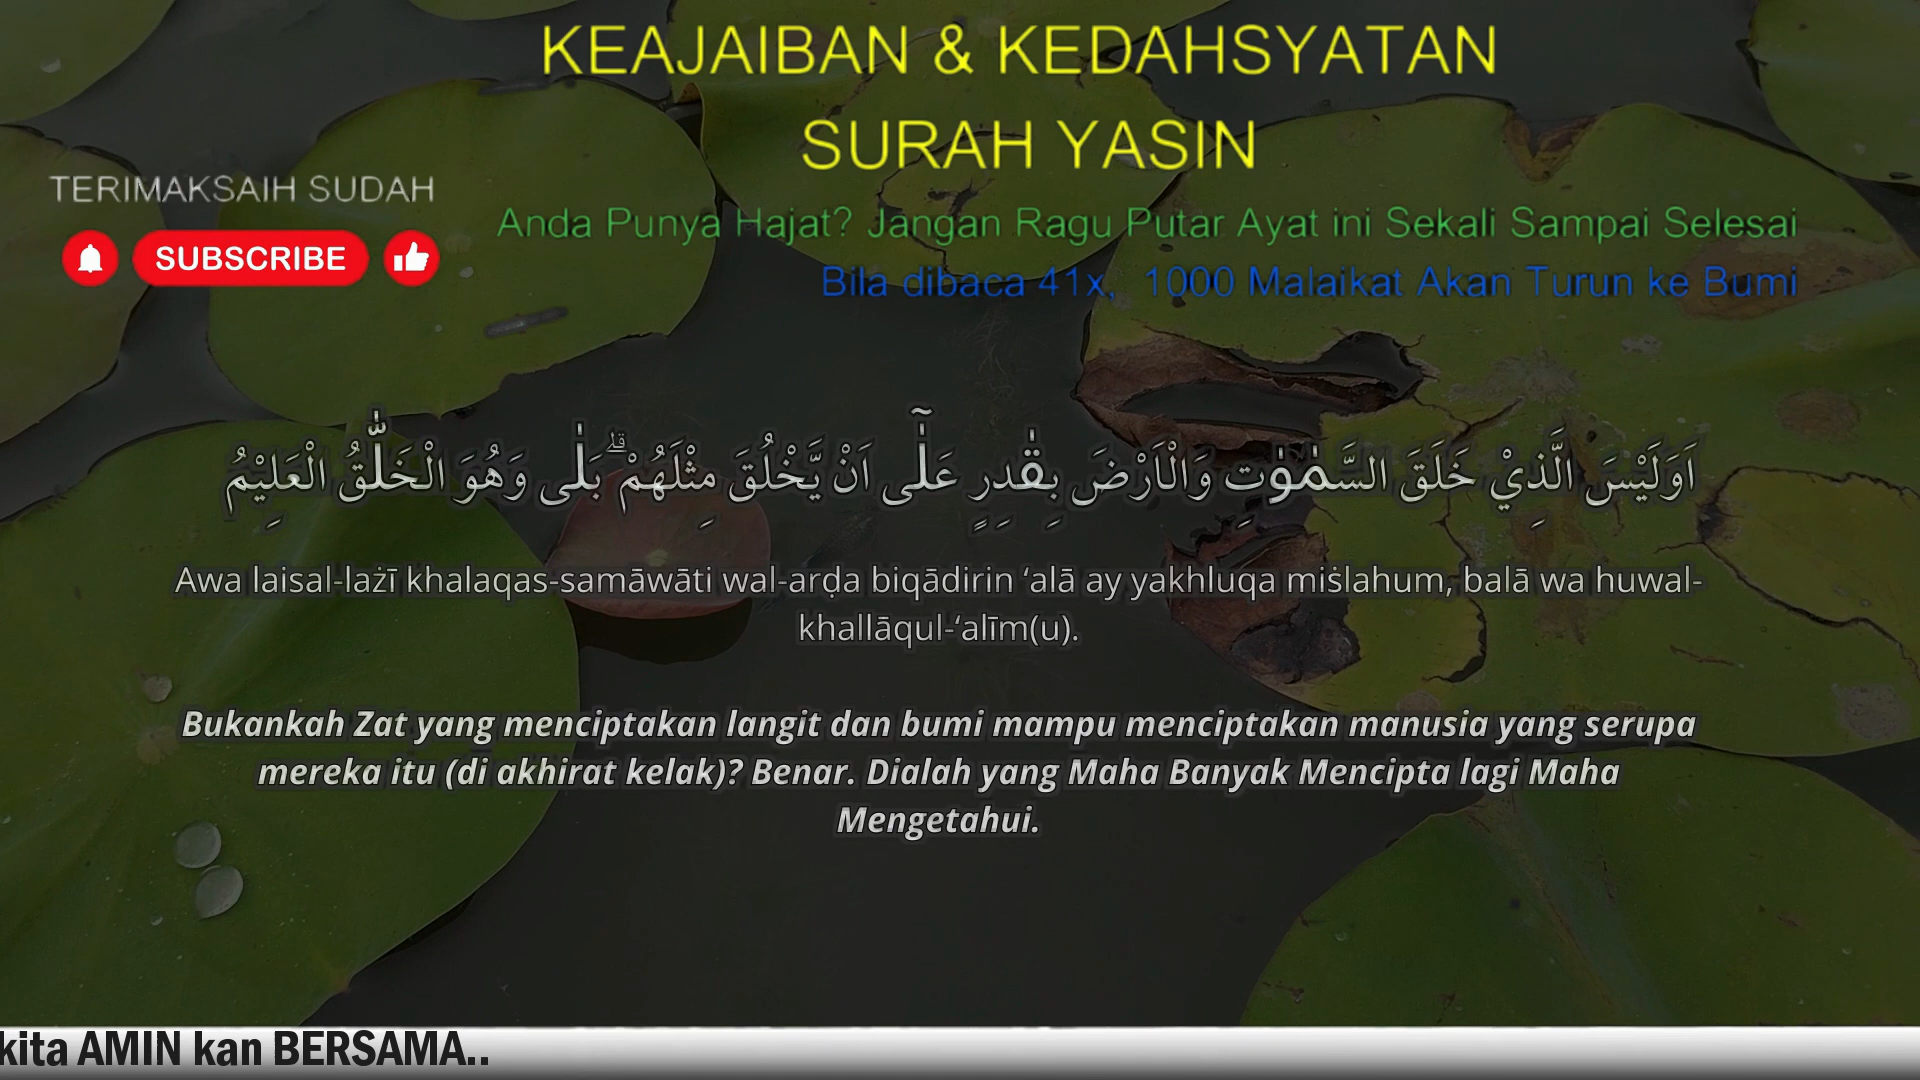 KEAJAIBAN & KEDAHSYATAN
SURAH YASIN
TERIMAKSAIH SUDAH
SUBSCRIBE
Anda Punya Hajat? Jangan Ragu Putar Ayat ini Sekali Sampai Selesai
Bila dibaca 41x, 1000 Malaikat Akan Turun ke Bumi
اَوَلَيْسَ الَّذِيْ خَلَقَ السَّمٰوٰتِ وَالْاَرْضَ بِقٰدِرٍ عَلٰٓى اَنْ يَّخْلُقَ مِثْلَهُمْ ۗبَلٰى وَهُوَ الْخَلّٰقُ الْعَلِيْمُ
Awa laisal-lażī khalaqas-samāwāti wal-arḍa biqādirin ‘alā ay yakhluqa miṡlahum, balā wa huwal-
khallāqul-‘alīm(u).
Bukankah Zat yang menciptakan langit dan bumi mampu menciptakan manusia yang serupa
mereka itu (di akhirat kelak)? Benar. Dialah yang Maha Banyak Mencipta lagi Maha
Mengetahui.
kita AMIN kan BERSAMA..